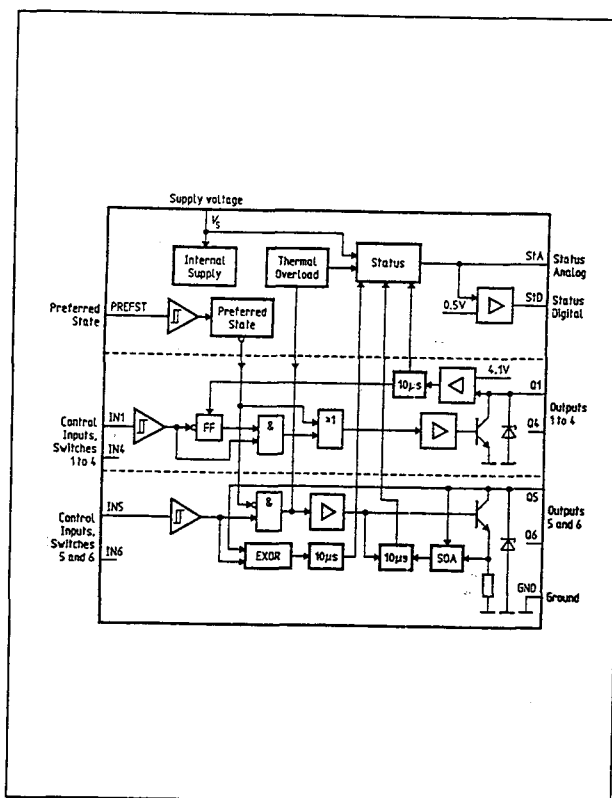 Supply voltage
Vs
Internal
Supply
Thermal
Overload
Status
StA
Status
Analog
0.5V
StD
Status
Digital
Preferred
State
PREFST
Preferred
State
4.1V
10µs
Q1
Control
Inputs,
Switches
1 to 4
IN1
FF
&
≥1
Q4
Outputs
1 to 4
IN4
Q5
IN5
&
Outputs
5 and 6
Control
Inputs,
Switches
5 and 6
EXOR
10µs
10µs
SOA
Q6
IN6
GND
Ground